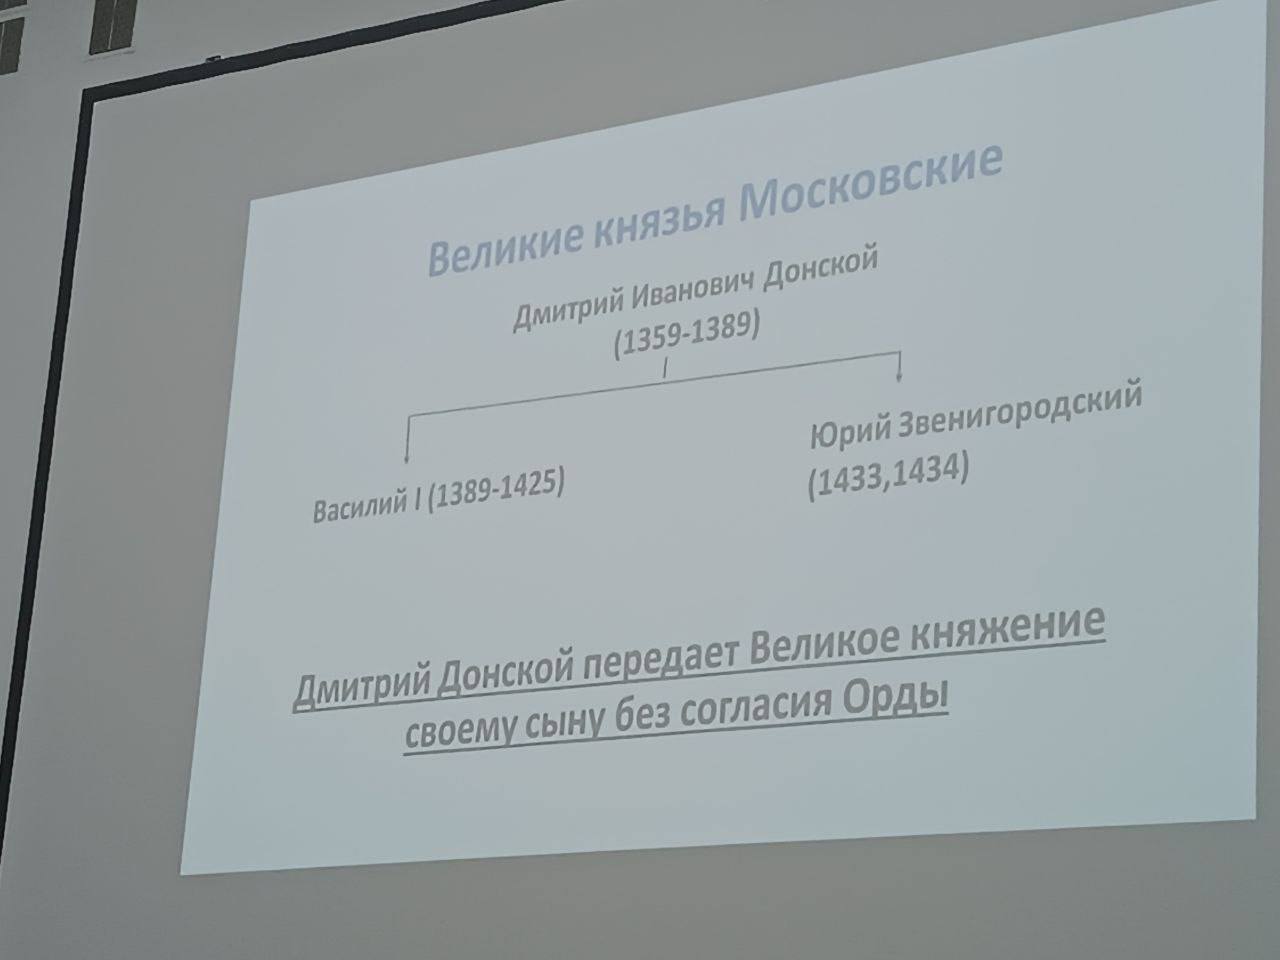 Великие князья Московские
Дмитрий Иванович Донской
(1359-1389)
Василий I (1389-1425)
Юрий Звенигородский
(1433,1434)
Дмитрий Донской передает Великое княжение
своему сыну без согласия Орды